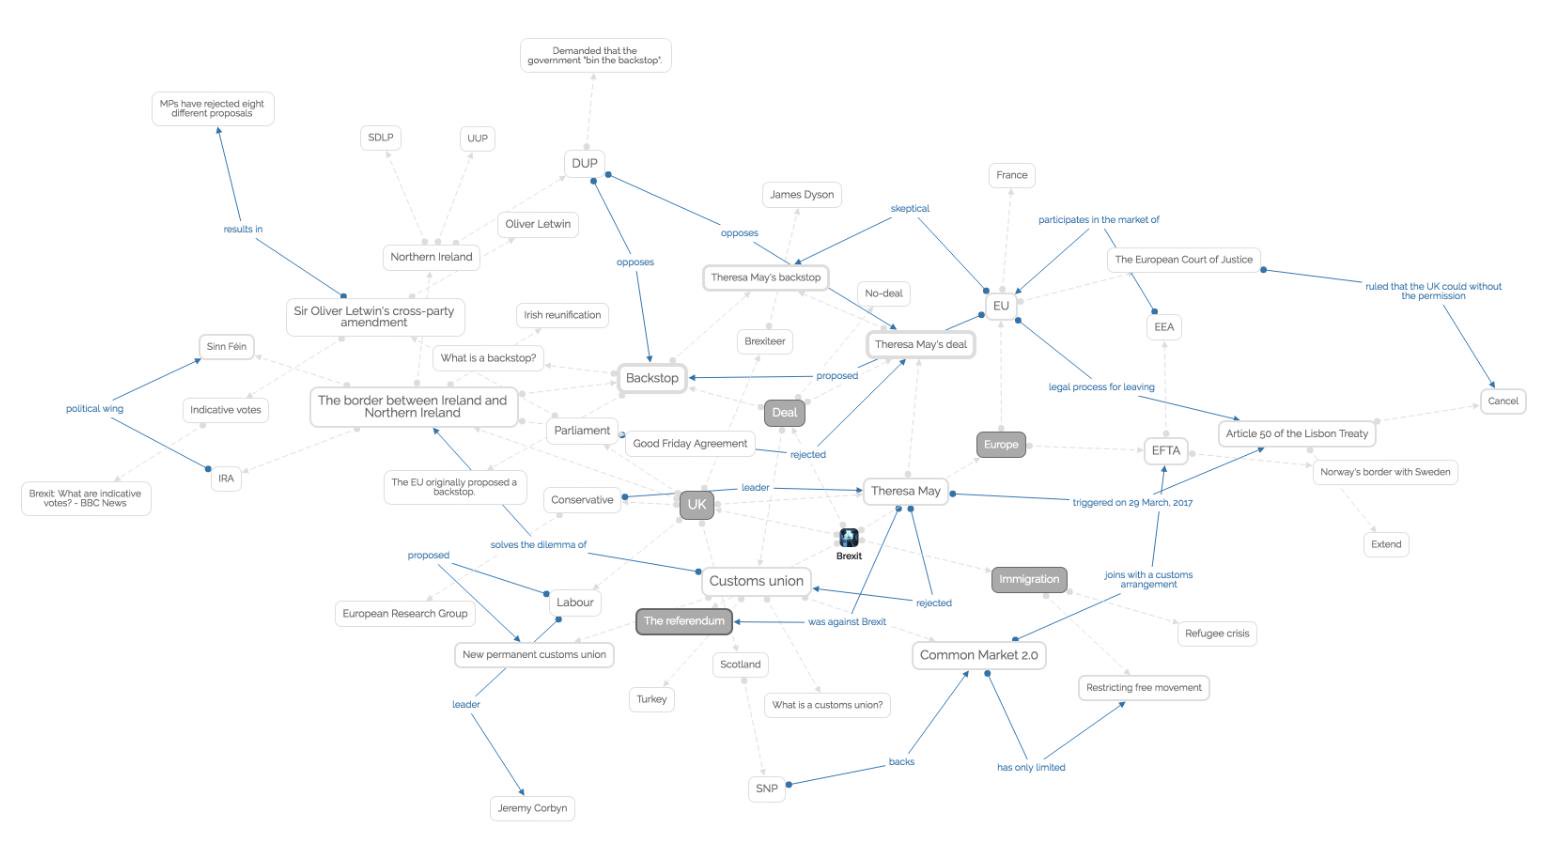 Demanded that the
government "bin the backstop".
MPs have rejected eight
different proposals
SDLP
UUP
DUP
France
James Dyson
skeptical
participates in the market of
Oliver Letwin
results in
opposes
Northern Ireland
opposes
The European Court of Justice
Theresa May's backstop
ruled that the UK could without
the permission
No-deal
EU
Sir Oliver Letwin's cross-party
amendment
Irish reunification
EEA
Brexiteer
Theresa May's deal
Sinn Féin
What is a backstop?
Backstop
proposed
legal process for leaving
Cancel
The border between Ireland and
Northern Ireland
political wing
Indicative votes
Deal
Parliament
Good Friday Agreement
Europe
Article 50 of the Lisbon Treaty
rejected
EFTA
Norway's border with Sweden
IRA
The EU originally proposed a
backstop.
leader
Theresa May
Brexit: What are indicative
votes? - BBC News
Conservative
UK
triggered on 29 March, 2017
solves the dilemma of
Extend
proposed
Brexit
Customs union
Immigration
joins with a customs
arrangement
Labour
rejected
European Research Group
The referendum
was against Brexit
Refugee crisis
New permanent customs union
Common Market 2.0
Scotland
Restricting free movement
Turkey
What is a customs union?
leader
backs
has only limited
SNP
Jeremy Corbyn